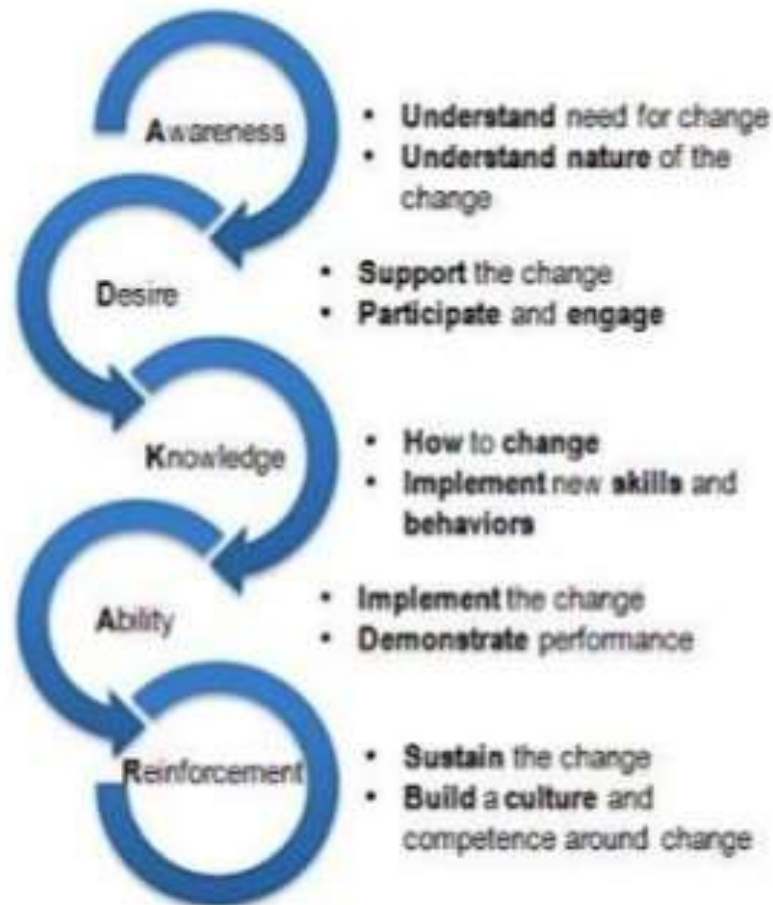 Awareness
• Understand need for change
• Understand nature of the
change
Desire
• Support the change
• Participate and engage
Knowledge
• How to change
• Implement new skills and
behaviors
Ability
• Implement the change
• Demonstrate performance
Reinforcement
• Sustain the change
• Build a culture and
competence around change